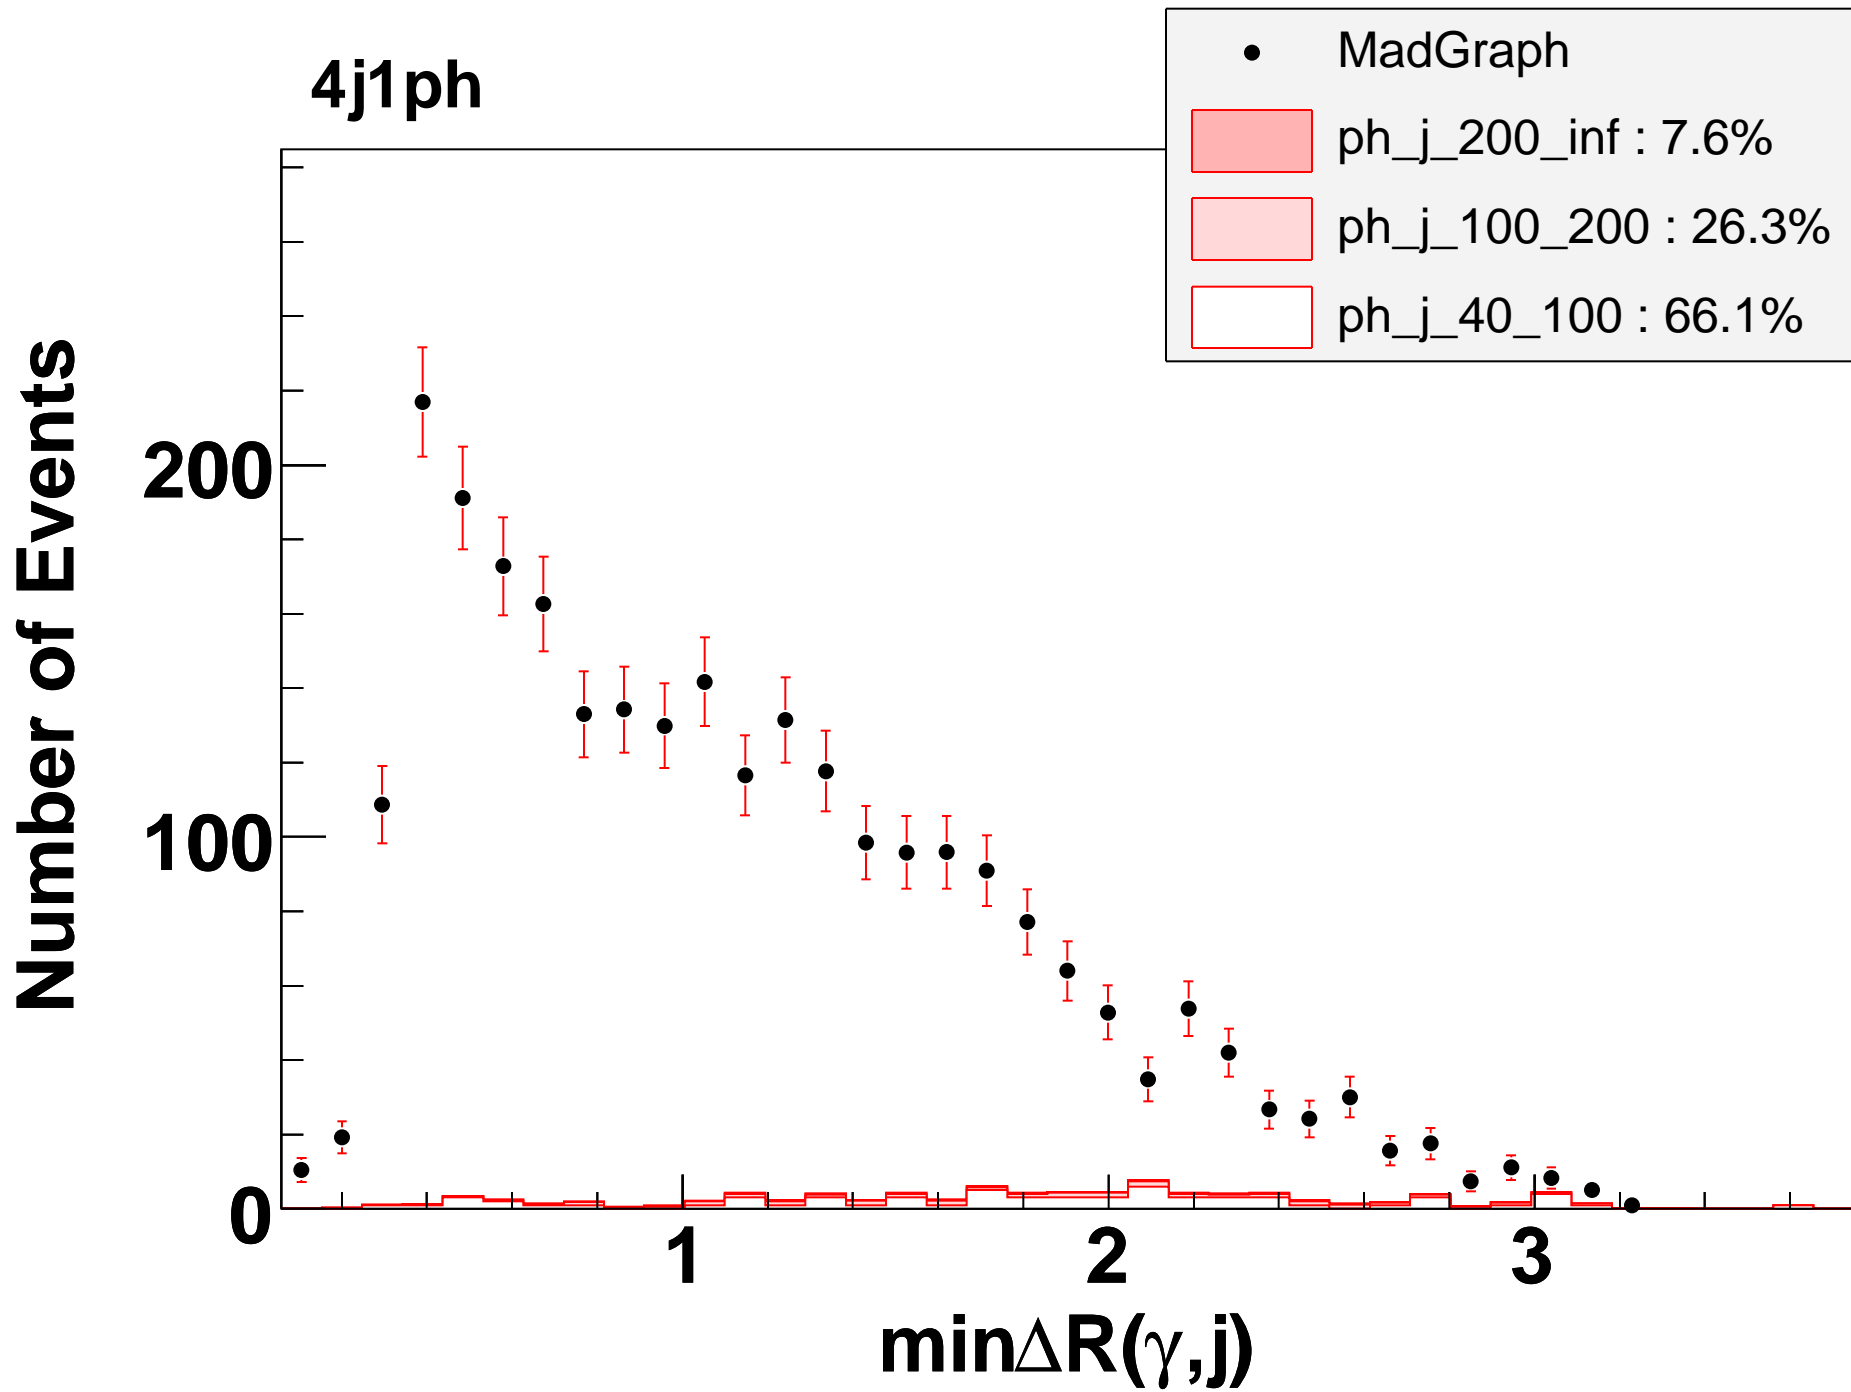 4j1ph
MadGraph
ph_j_200_inf : 7.6%
ph_j_100_200 : 26.3%
ph_j_40_100 : 66.1%
Number of Events
200
100
0
1 2 3
minΔR(γ,j)